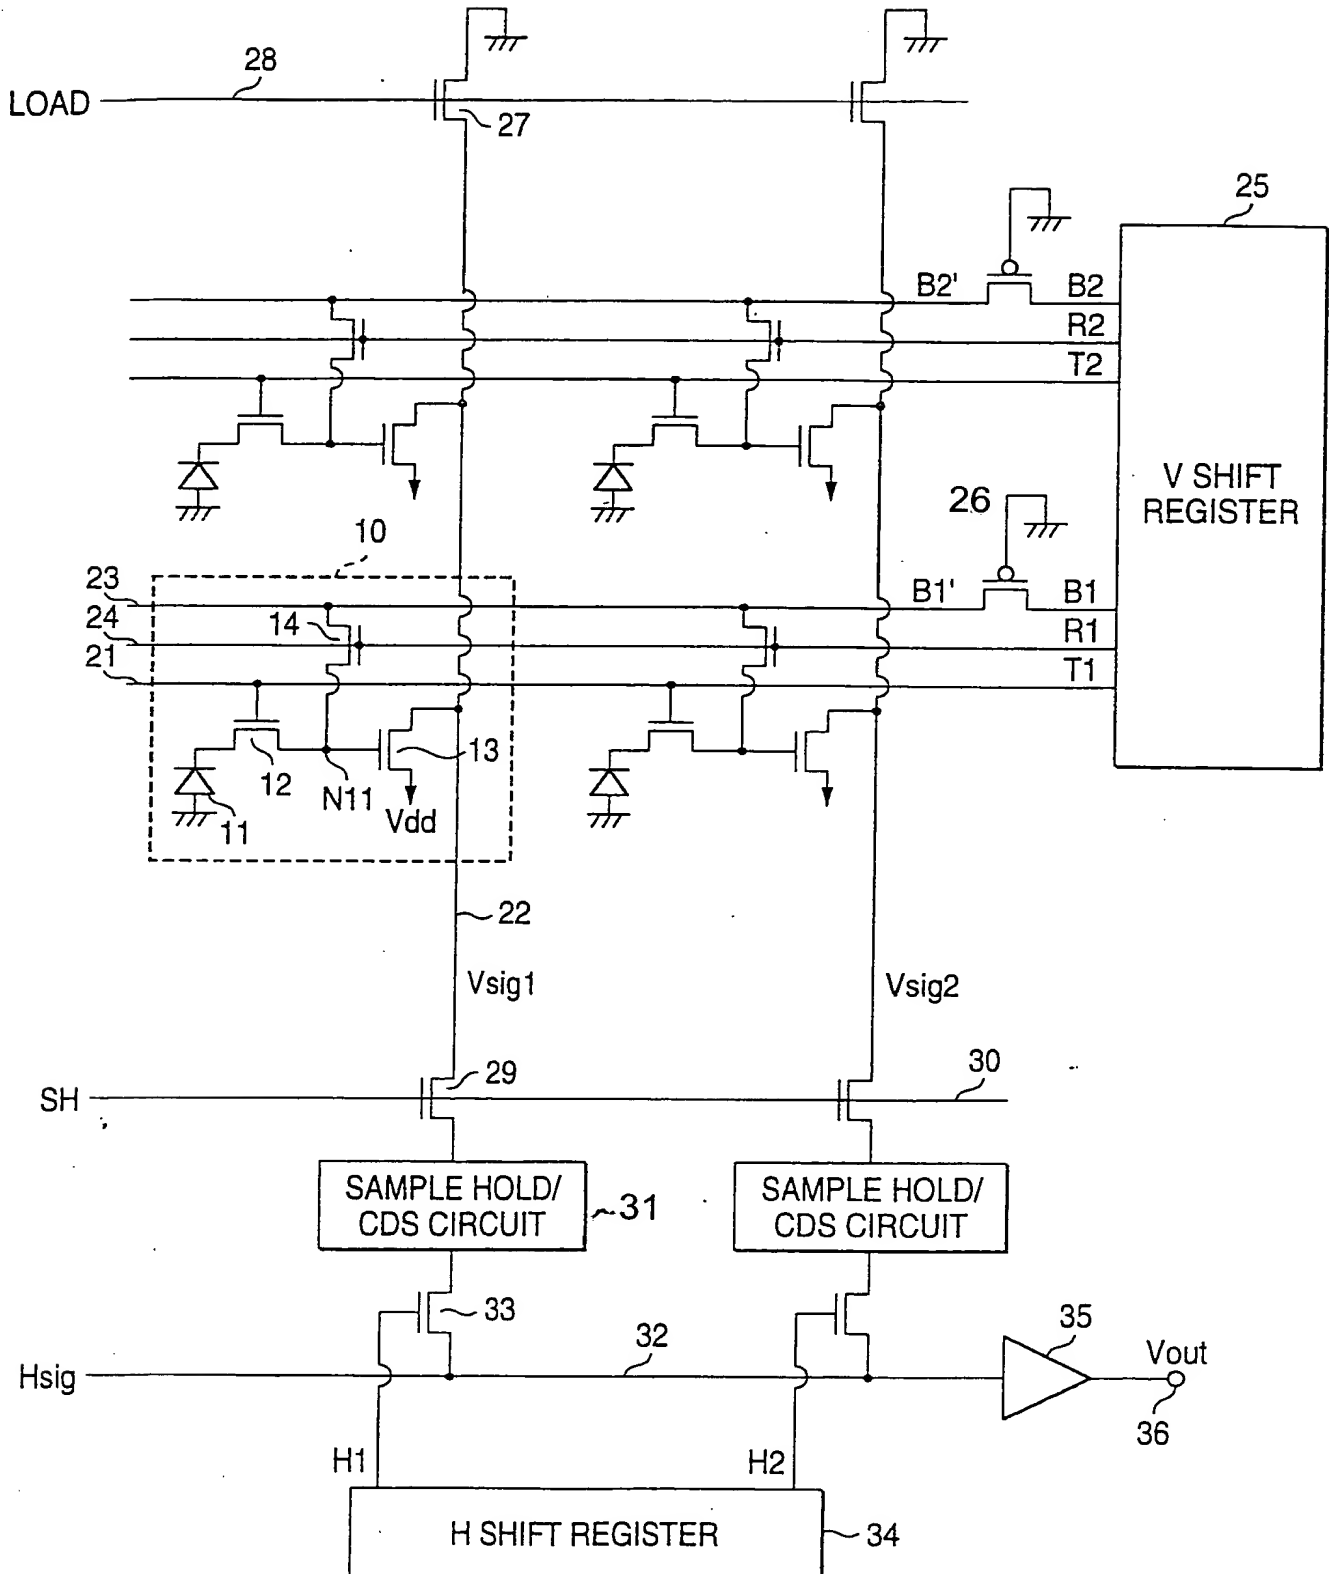 28
LOAD
27
25
B2'
B2
R2
T2
V SHIFT
REGISTER
26
10
23
B1'
B1
24
14
R1
21
T1
13
12
N11
11
Vdd
22
Vsig1
Vsig2
29
30
SH
SAMPLE HOLD/
CDS CIRCUIT
31
SAMPLE HOLD/
CDS CIRCUIT
33
35
32
Vout
Hsig
36
H1
H2
H SHIFT REGISTER
34